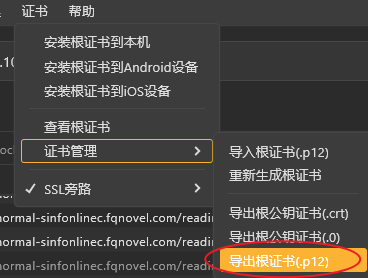 证书 帮助
安装根证书到本机
.10
安装根证书到Android设备
安装根证书到iOS设备
查看根证书
证书管理
导入根证书(.p12)
重新生成根证书
SSL旁路
导出根公钥证书(.crt)
normal-sinfonlinec.fqnovel.com/readi
导出根公钥证书(.0)
normal-sinfonlinec.fqnovel.com/readin
导出根证书(.p12)
normal-sinfonlinec.fqnovel.com/readi